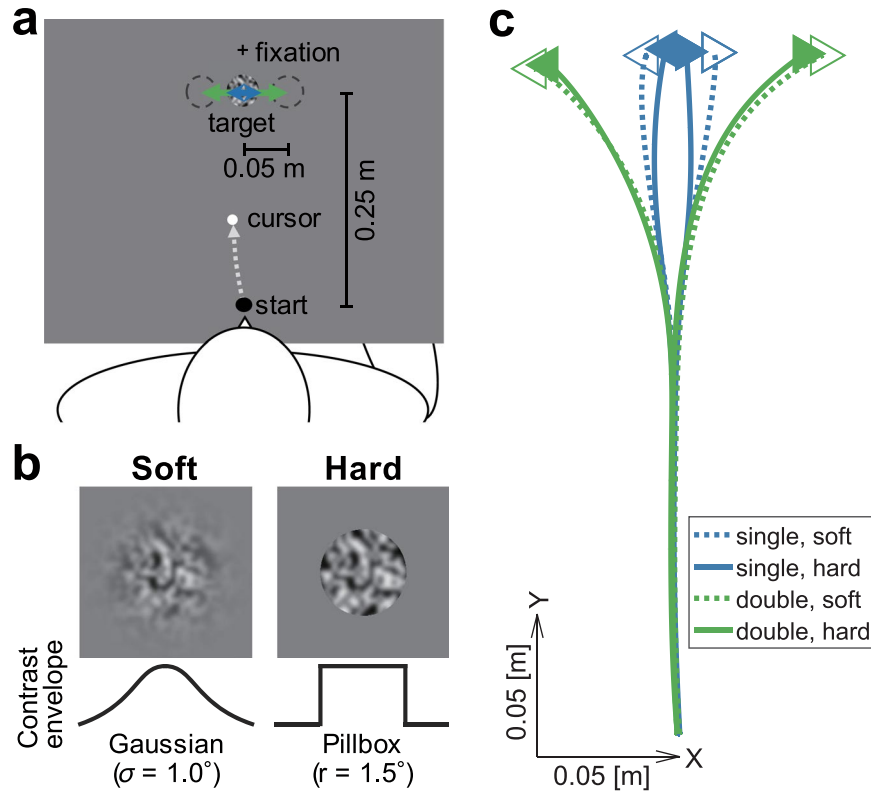 a
+ fixation
target
0.05 m
0.25 m
cursor
start
b
Soft
Hard
Contrast
envelope
Gaussian
(σ = 1.0˚)
Pillbox
(r = 1.5˚)
c
single, soft
single, hard
double, soft
double, hard
Y
0.05 [m]
X
0.05 [m]